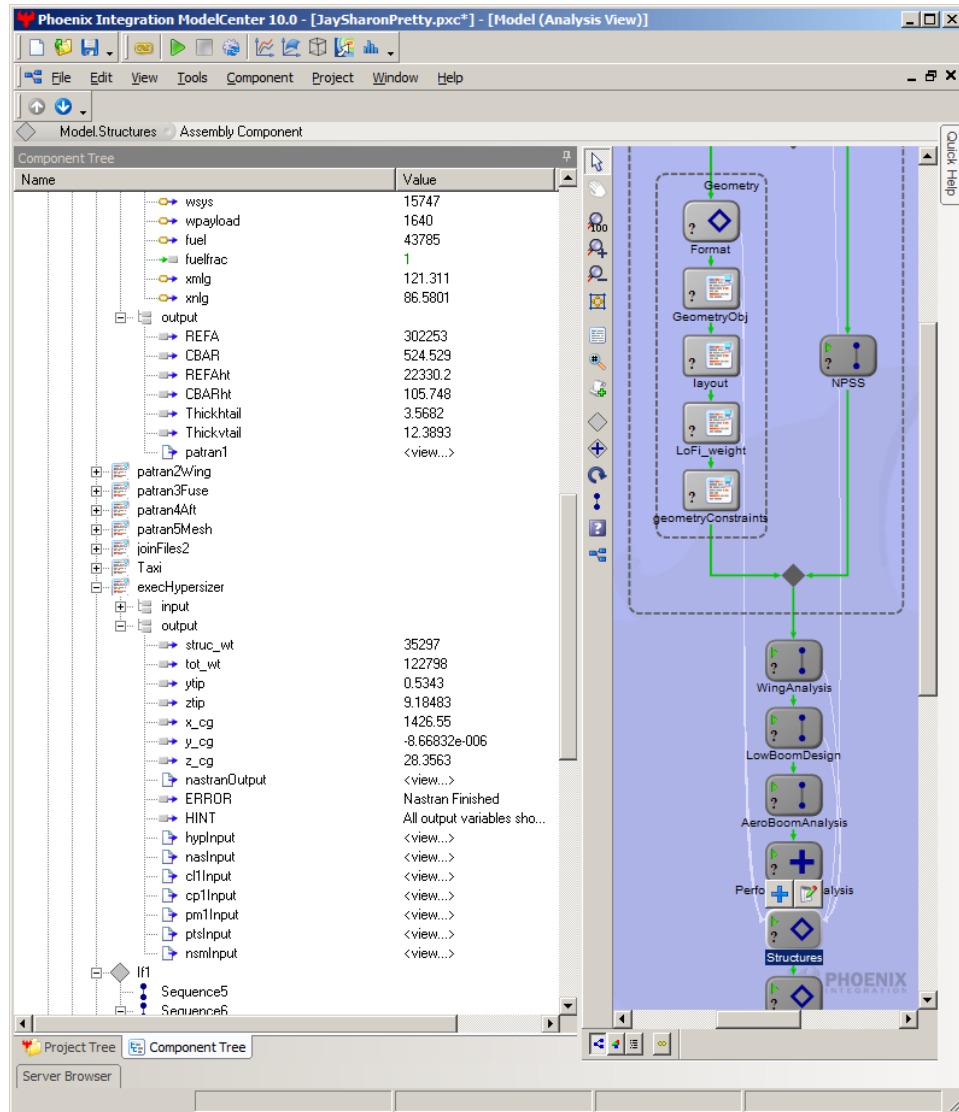 Phoenix Integration ModelCenter 10.0 - [JaySharonPretty.pxc*] - [Model (Analysis View)]
File Edit View Tools Component Project Window Help
Model.Structures Assembly Component
Component Tree
Name Value
wsys 15747
wpayload 1640
fuel 43785
fuelfrac 1
xmlg 121.311
xnlg 86.5801
output
REFA 302253
CBAR 524.529
REFAht 22330.2
CBARht 105.748
Thickhtail 3.5682
Thickvtail 12.3893
patran1 <view...>
patran2Wing
patran3Fuse
patran4Aft
patran5Mesh
joinFiles2
Taxi
execHypersizer
input
output
struc_wt 35297
tot_wt 122798
ytip 0.5343
ztip 9.18483
x_cg 1426.55
y_cg -8.66832e-006
z_cg 28.3563
nastranOutput <view...>
ERROR Nastran Finished
HINT All output variables sho...
hypInput <view...>
nasInput <view...>
cl1Input <view...>
cp1Input <view...>
pm1Input <view...>
ptsInput <view...>
nsmInput <view...>
If1
Sequence5
Sequence6
Project Tree Component Tree
Server Browser
100
Geometry
?
Format
?
GeometryObj
?
layout
?
LoFi_weight
?
geometryConstraints
?
NPSS
?
WingAnalysis
?
LowBoomDesign
?
AeroBoomAnalysis
?
Perfo alysis
?
Structures
?
PHOENIX
INTEGRATION
Quick Help